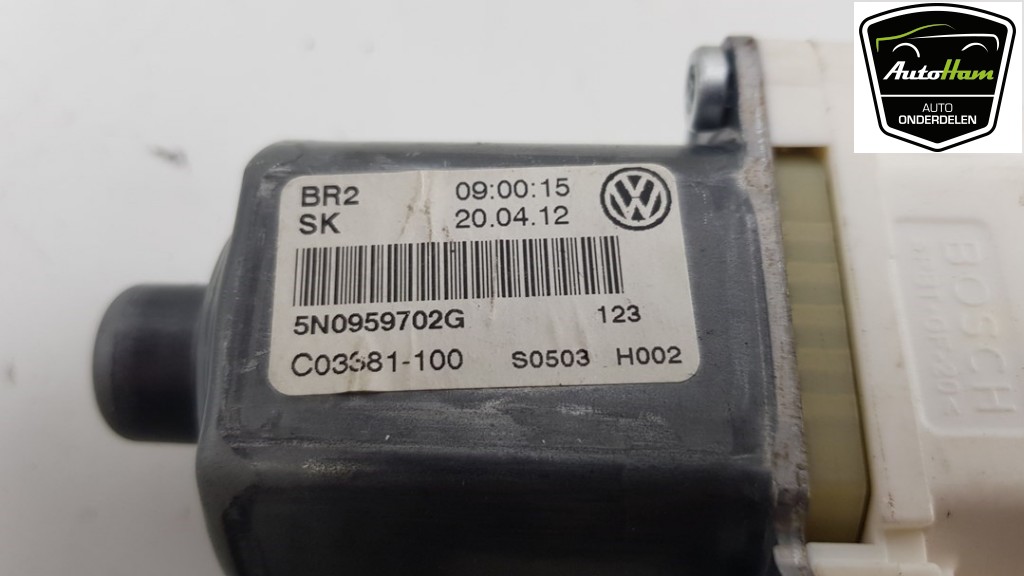 BR2 09:00:15
SK 20.04.12
5N0959702G 123
C03381-100 S0503 H002
AutoHam
AUTO
ONDERDELEN
BOSCH